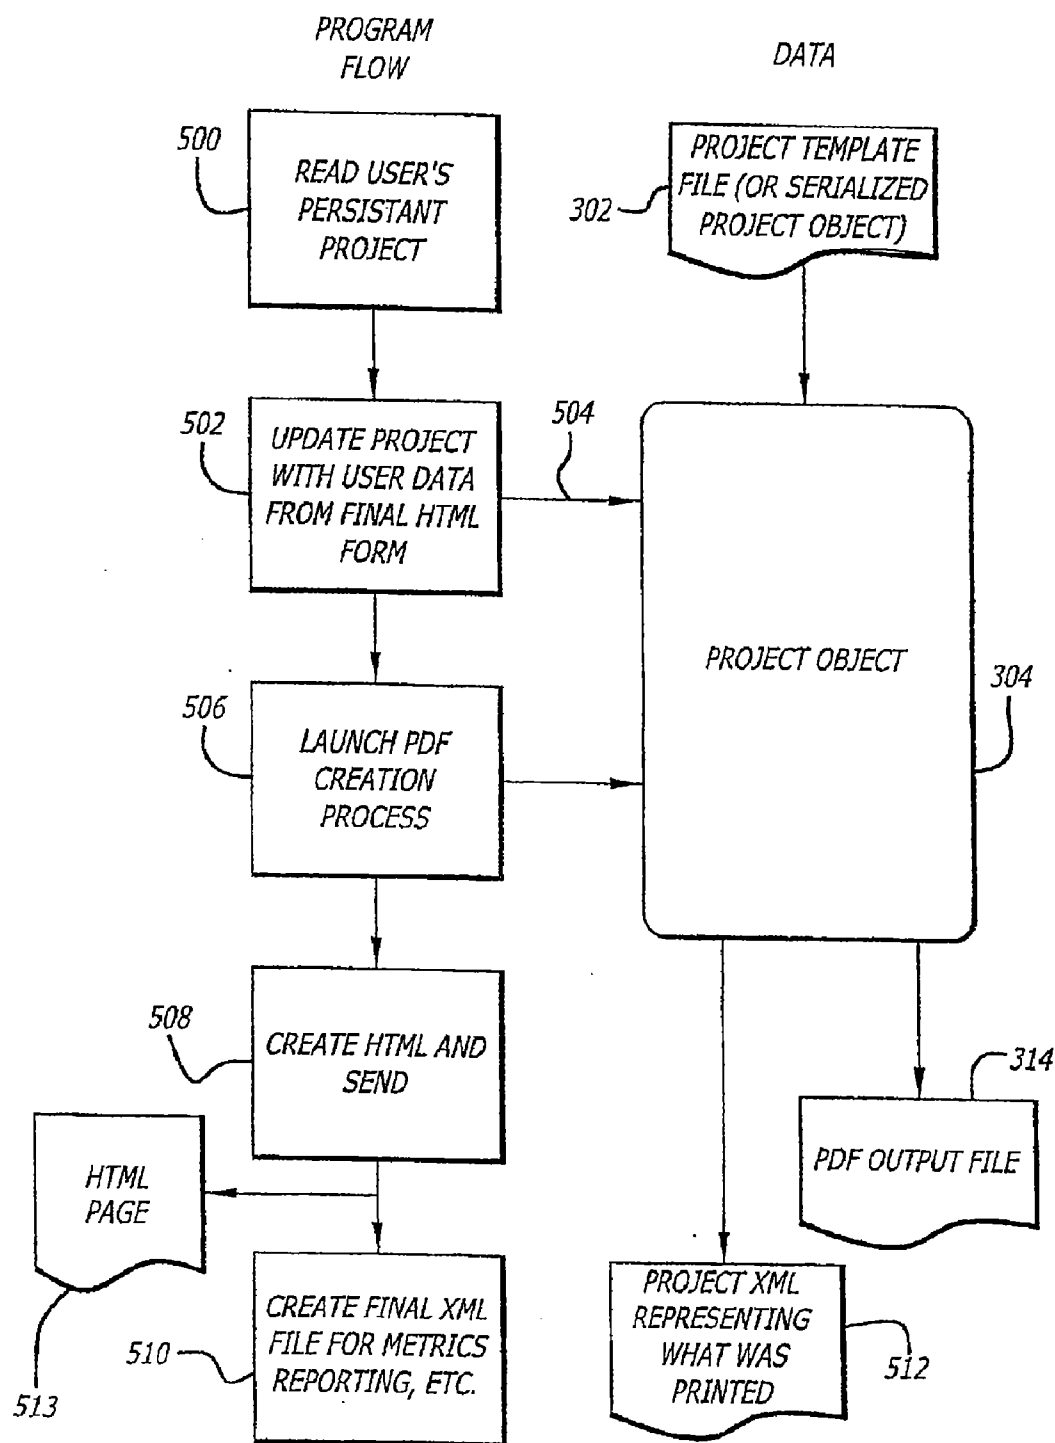 PROGRAM
FLOW
DATA
500
READ USER'S
PERSISTANT
PROJECT
302
PROJECT TEMPLATE
FILE (OR SERIALIZED
PROJECT OBJECT)
502
UPDATE PROJECT
WITH USER DATA
FROM FINAL HTML
FORM
504
PROJECT OBJECT
304
506
LAUNCH PDF
CREATION
PROCESS
508
CREATE HTML AND
SEND
314
PDF OUTPUT FILE
HTML
PAGE
513
510
CREATE FINAL XML
FILE FOR METRICS
REPORTING, ETC.
PROJECT XML
REPRESENTING
WHAT WAS
PRINTED
512